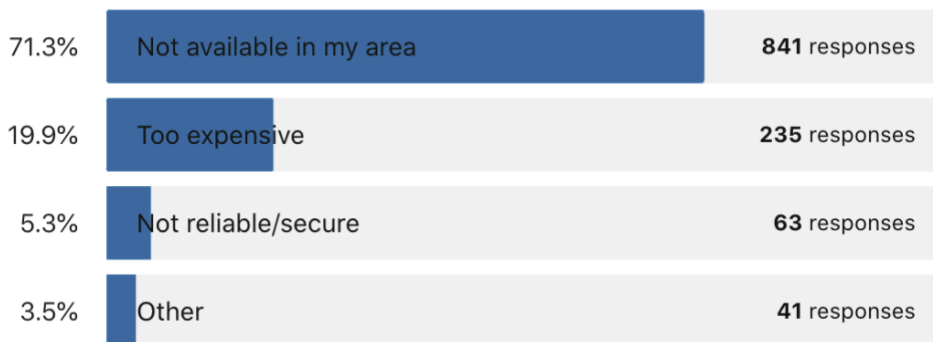 71.3% Not available in my area 841 responses
19.9% Too expensive 235 responses
5.3% Not reliable/secure 63 responses
3.5% Other 41 responses